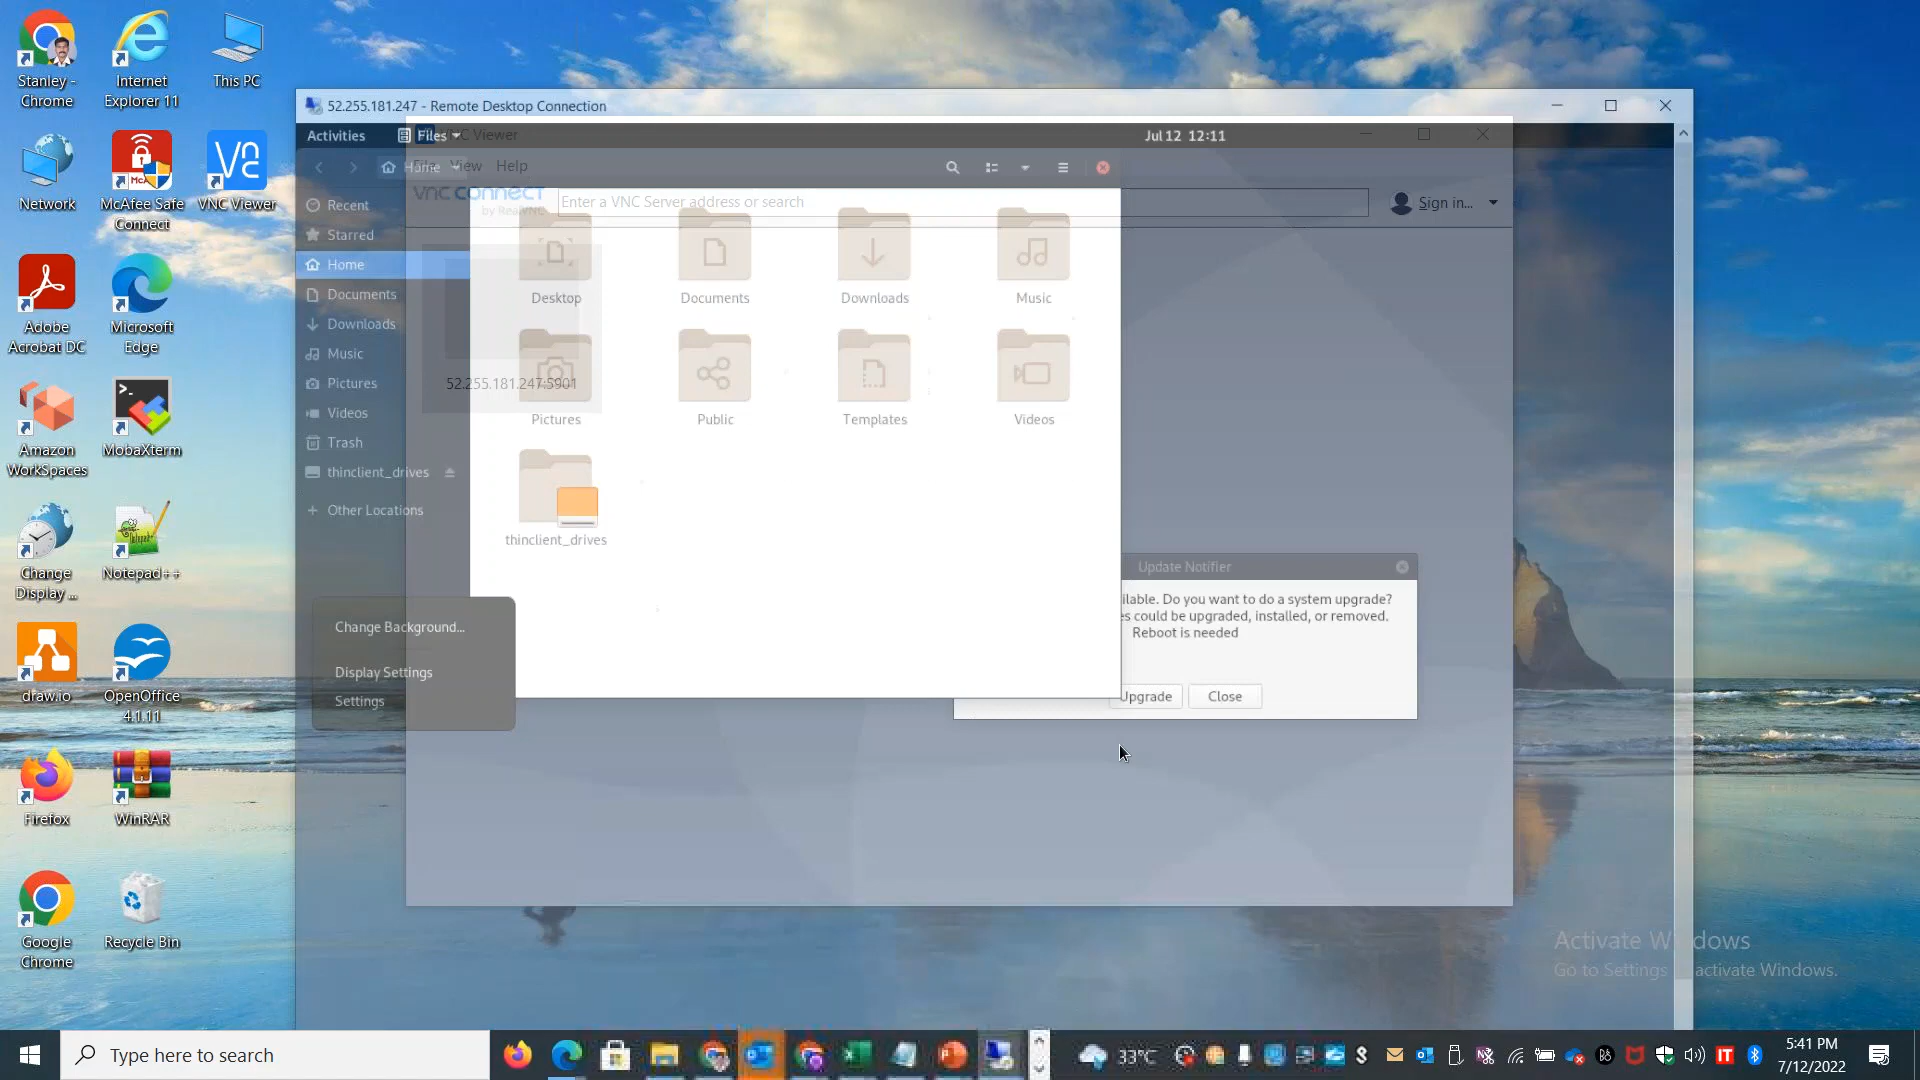 Stanley -
Chrome
Internet
Explorer 11
This PC
Network
McAfee Safe
Connect
VNC Viewer
Adobe
Acrobat DC
Microsoft
Edge
Amazon
WorkSpaces
MobaXterm
Change
Display ...
Notepad++
draw.io
OpenOffice
4.1.11
Firefox
WinRAR
Google
Chrome
Recycle Bin
52.255.181.247 - Remote Desktop Connection
Activities
Files
VNC Viewer
Jul 12 12:11
Home
File View Help
vnc connect
by RealVNC
Enter a VNC Server address or search
Sign in...
Recent
Starred
Home
Documents
Downloads
Music
Pictures
Videos
Trash
thinclient_drives
+ Other Locations
Desktop
Documents
Downloads
Music
52.255.181.247:5901
Pictures
Public
Templates
Videos
thinclient_drives
Update Notifier
ilable. Do you want to do a system upgrade?
es could be upgraded, installed, or removed.
Reboot is needed
Upgrade
Close
Change Background...
Display Settings
Settings
Activate Windows
Go to Settings activate Windows.
Type here to search
33°C
5:41 PM
7/12/2022